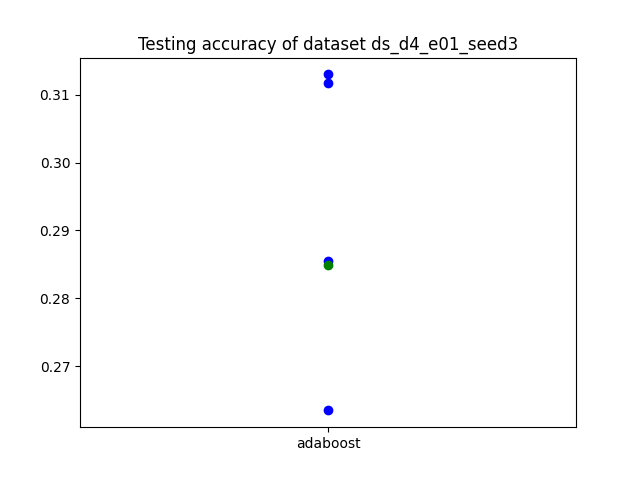 Testing accuracy of dataset ds_d4_e01_seed3
0.31
0.30
0.29
0.28
0.27
adaboost